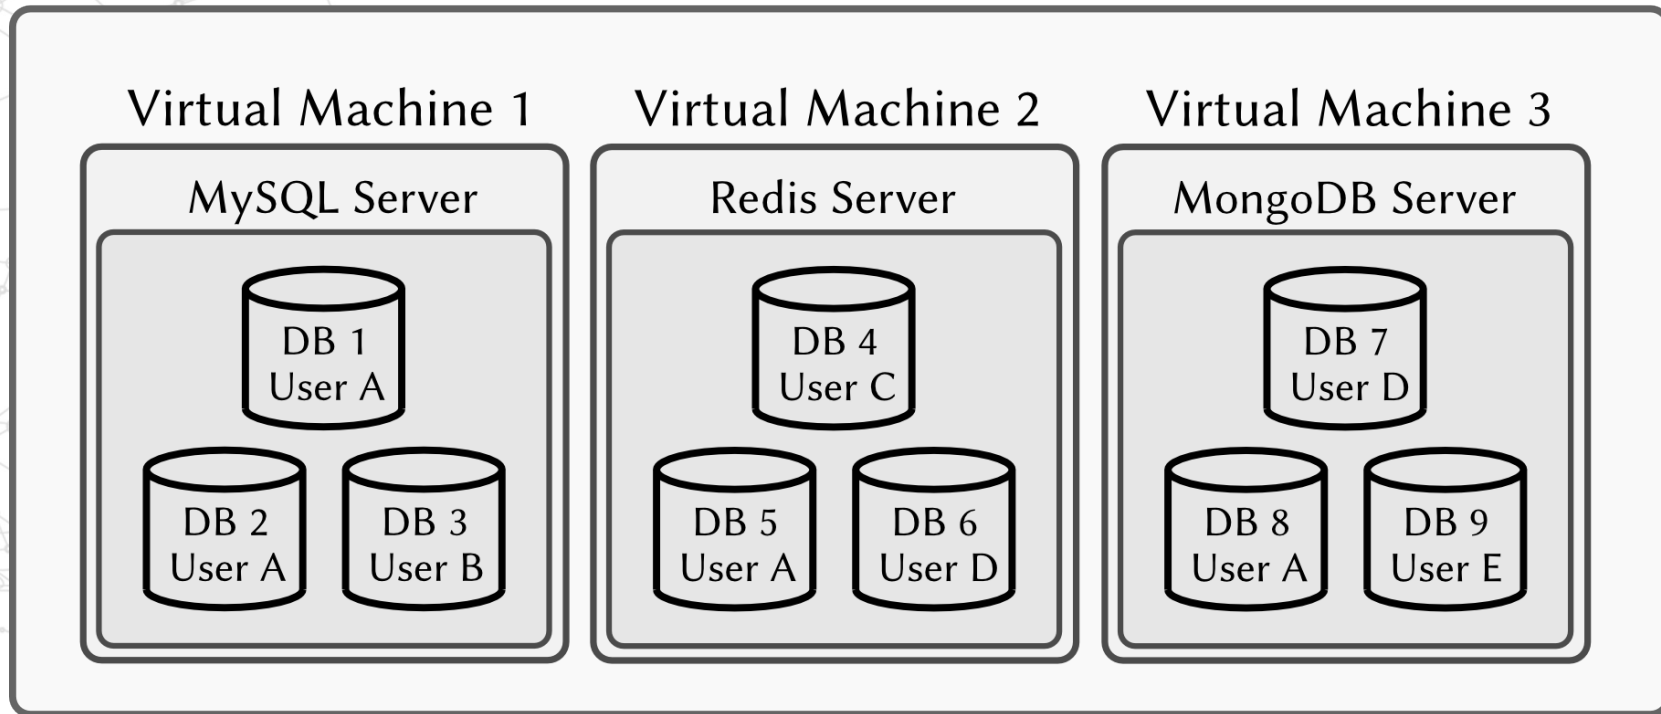 Virtual Machine 1
MySQL Server
DB 1
User A
DB 2
User A
DB 3
User B
Virtual Machine 2
Redis Server
DB 4
User C
DB 5
User A
DB 6
User D
Virtual Machine 3
MongoDB Server
DB 7
User D
DB 8
User A
DB 9
User E